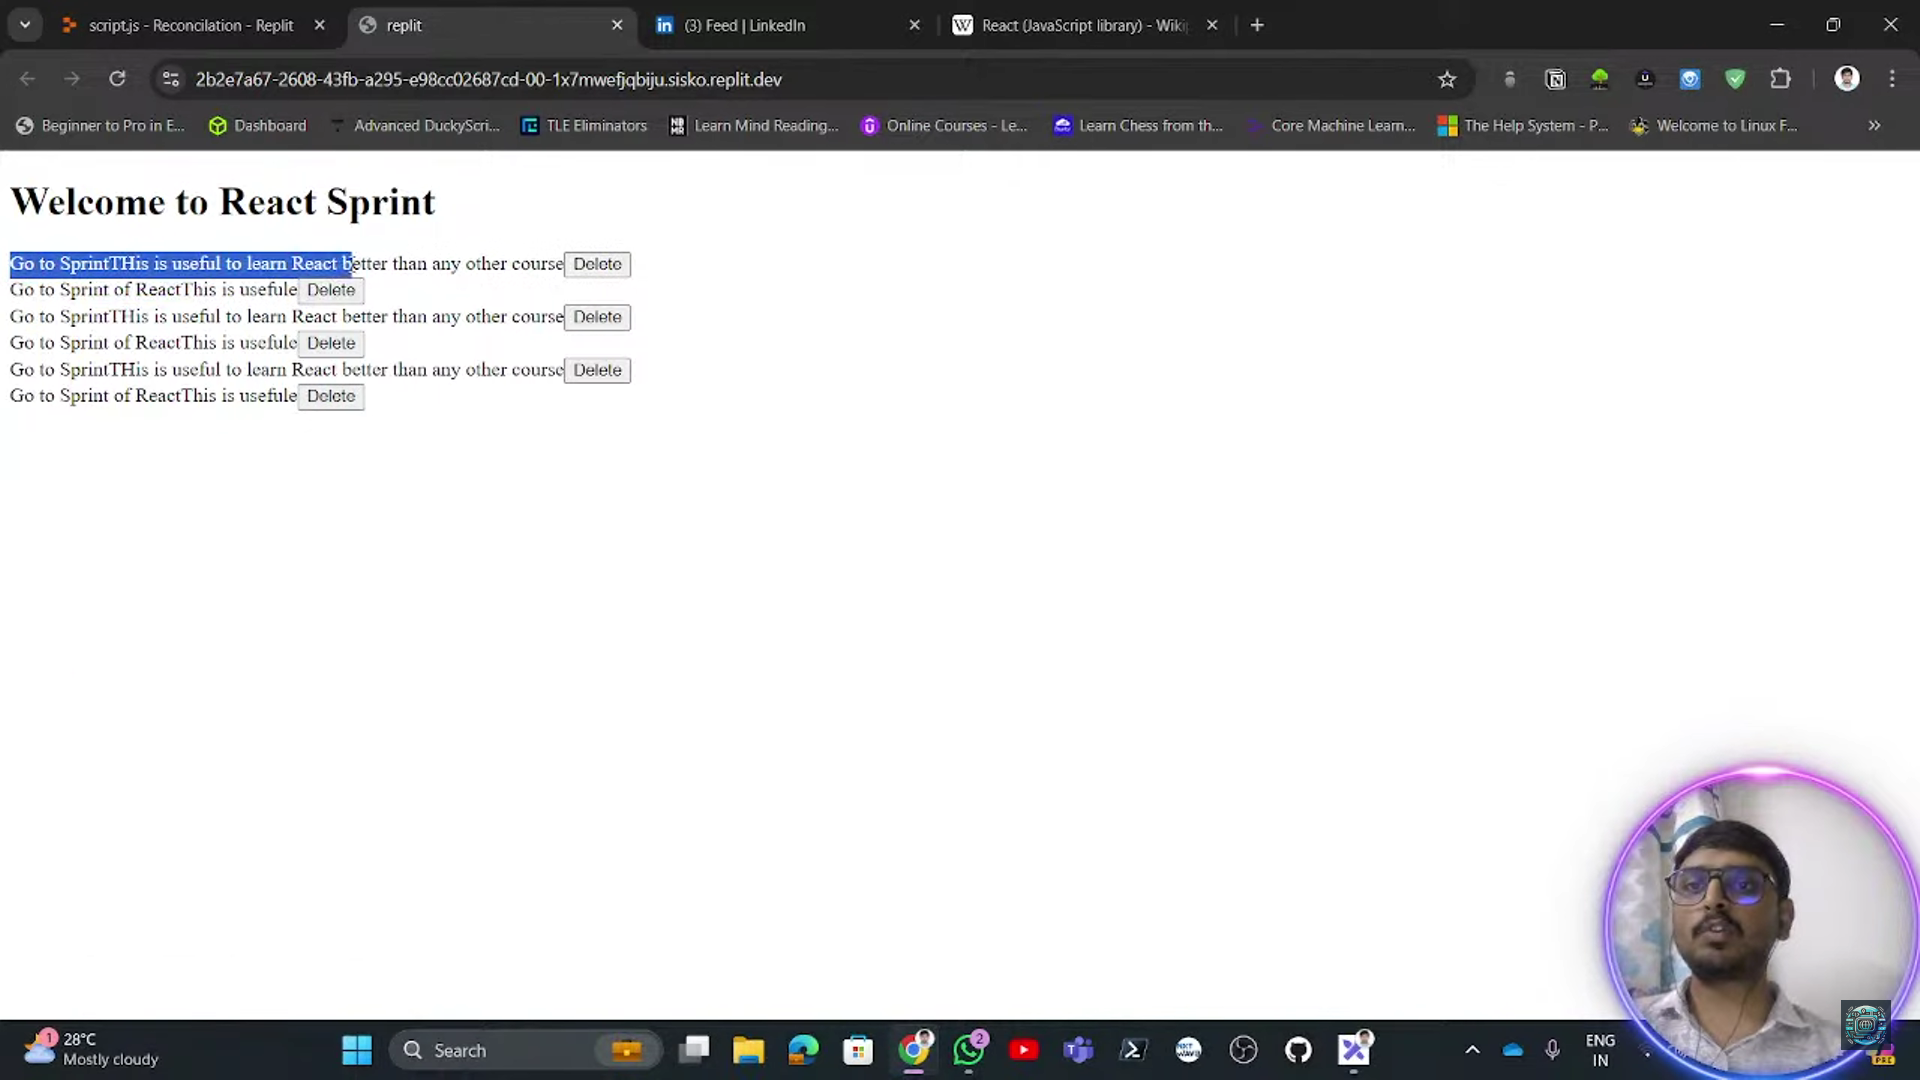 script.js - Reconcilation - Replit
replit
(3) Feed | LinkedIn
React (JavaScript library) - Wiki
2b2e7a67-2608-43fb-a295-e98cc02687cd-00-1x7mwefjqbiju.sisko.replit.dev
Beginner to Pro in E...
Dashboard
Advanced DuckyScri...
TLE Eliminators
Learn Mind Reading...
Online Courses - Le...
Learn Chess from th...
Core Machine Learn...
The Help System - P...
Welcome to Linux F...
Welcome to React Sprint
Go to SprintTHis is useful to learn React better than any other course Delete
Go to Sprint of ReactThis is usefule Delete
Go to SprintTHis is useful to learn React better than any other course Delete
Go to Sprint of ReactThis is usefule Delete
Go to SprintTHis is useful to learn React better than any other course Delete
Go to Sprint of ReactThis is usefule Delete
1
28°C
Mostly cloudy
Search
2
ENG
IN
PRE